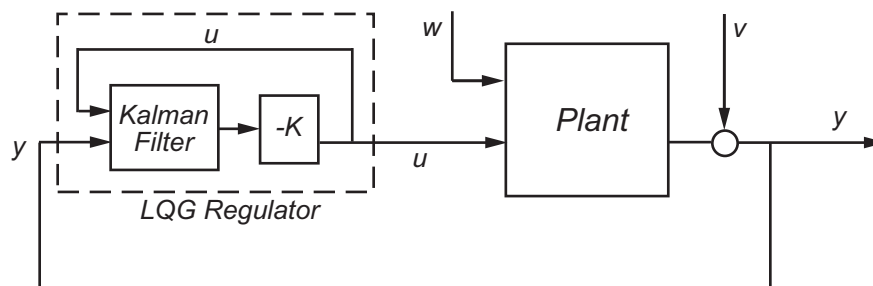 u
w
v
Kalman
Filter
-K
Plant
y
y
u
LQG Regulator